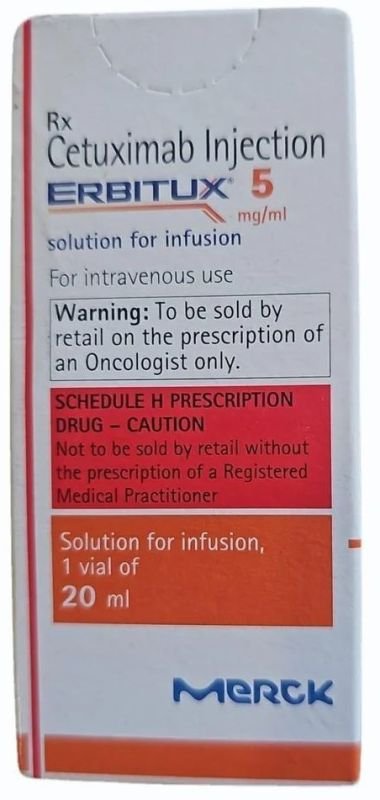 Rx
Cetuximab Injection
ERBITUX® 5
mg/ml
solution for infusion
For intravenous use
Warning: To be sold by
retail on the prescription of
an Oncologist only.
SCHEDULE H PRESCRIPTION
DRUG – CAUTION
Not to be sold by retail without
the prescription of a Registered
Medical Practitioner
Solution for infusion,
1 vial of
20 ml
MERCK